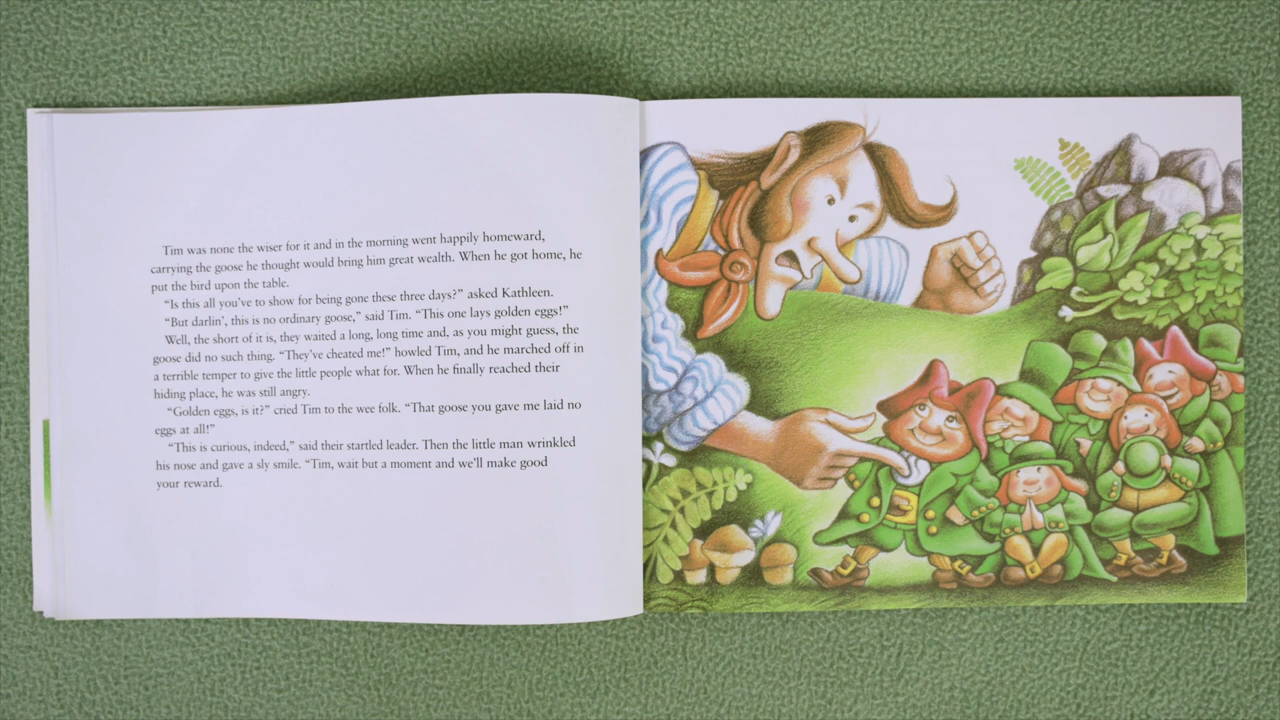 Tim was none the wiser for it and in the morning went happily homeward,
carrying the goose he thought would bring him great wealth. When he got home, he
put the bird upon the table.
“Is this all you’ve to show for being gone these three days?” asked Kathleen.
“But darlin’, this is no ordinary goose,” said Tim. “This one lays golden eggs!”
Well, the short of it is, they waited a long, long time and, as you might guess, the
goose did no such thing. “They’ve cheated me!” howled Tim, and he marched off in
a terrible temper to give the little people what for. When he finally reached their
hiding place, he was still angry.
“Golden eggs, is it?” cried Tim to the wee folk. “That goose you gave me laid no
eggs at all!”
“This is curious, indeed,” said their startled leader. Then the little man wrinkled
his nose and gave a sly smile. “Tim, wait but a moment and we’ll make good
your reward.